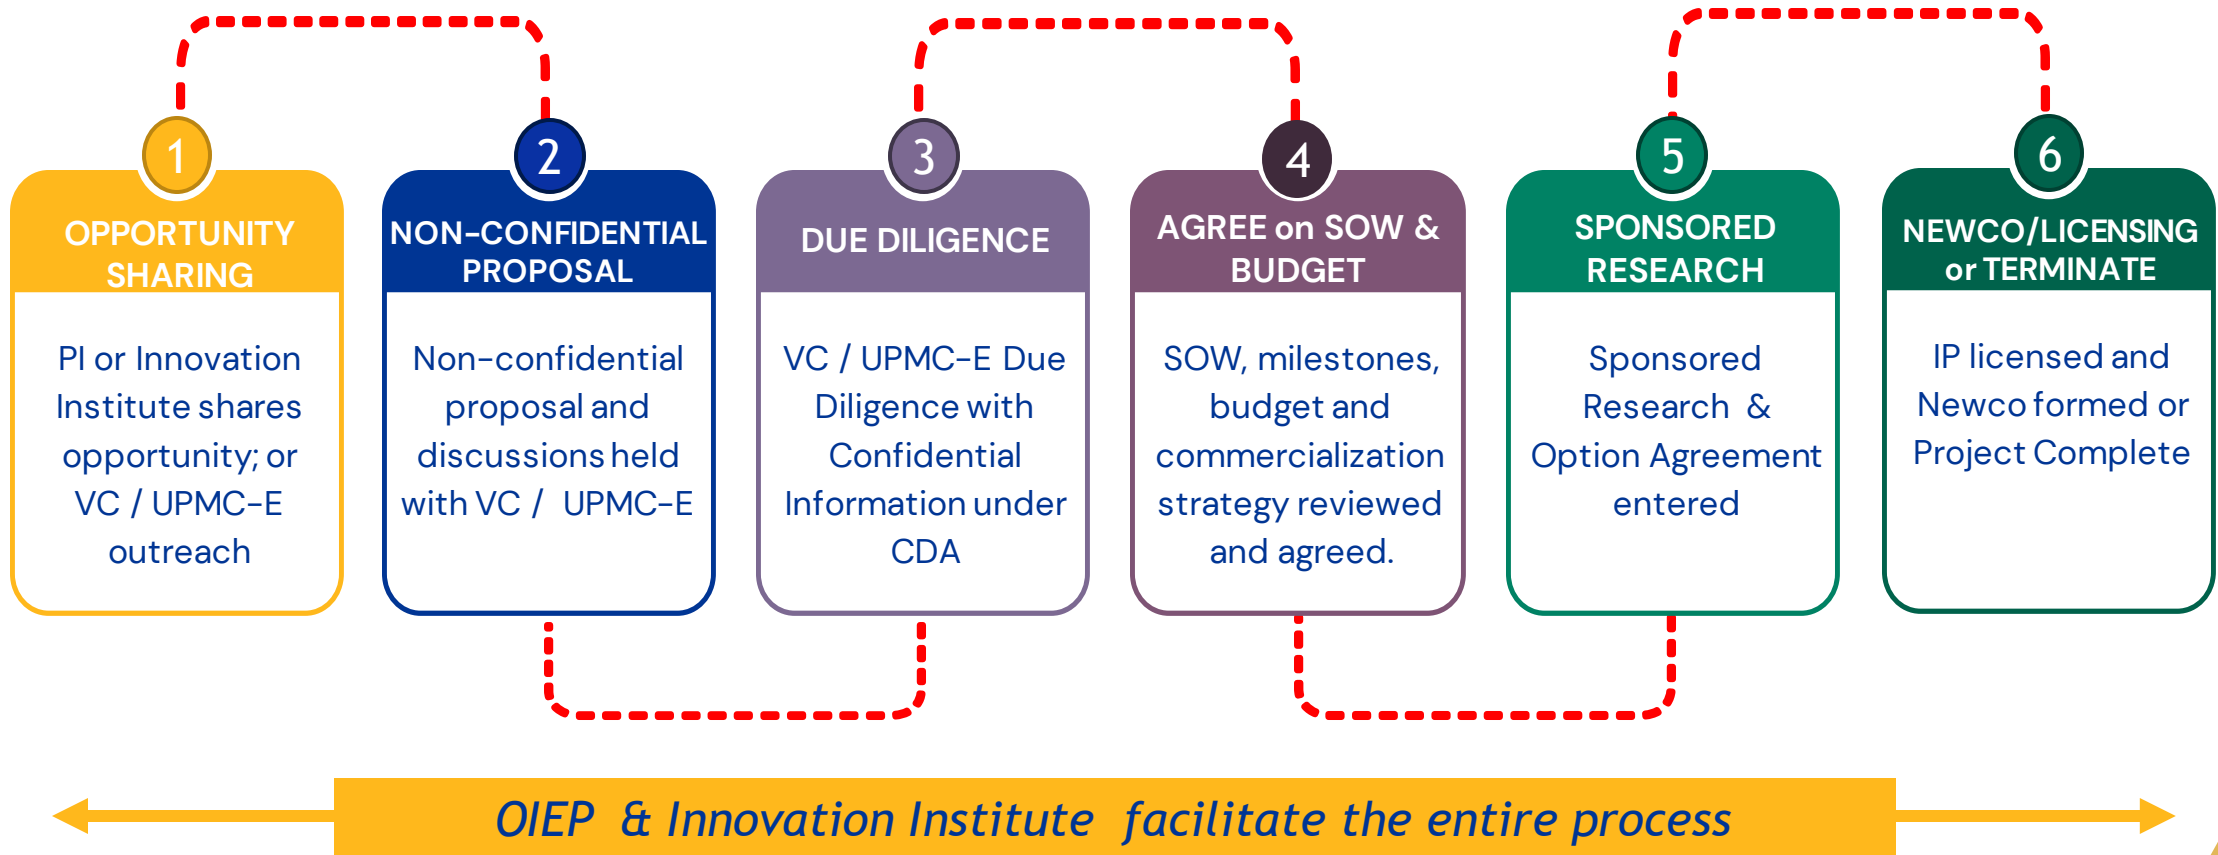 1
OPPORTUNITY
SHARING
PI or Innovation
Institute shares
opportunity; or
VC / UPMC-E
outreach
2
NON-CONFIDENTIAL
PROPOSAL
Non-confidential
proposal and
discussions held
with VC / UPMC-E
3
DUE DILIGENCE
VC / UPMC-E Due
Diligence with
Confidential
Information under
CDA
4
AGREE on SOW &
BUDGET
SOW, milestones,
budget and
commercialization
strategy reviewed
and agreed.
5
SPONSORED
RESEARCH
Sponsored
Research &
Option Agreement
entered
6
NEWCO/LICENSING
or TERMINATE
IP licensed and
Newco formed or
Project Complete
OIEP & Innovation Institute facilitate the entire process